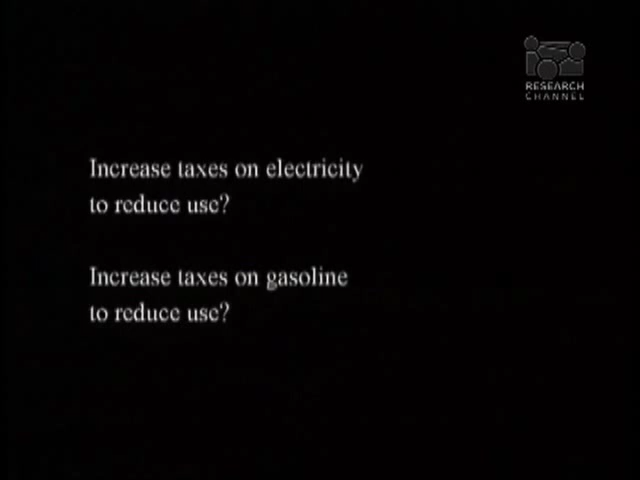 RESEARCH
CHANNEL
Increase taxes on electricity
to reduce use?
Increase taxes on gasoline
to reduce use?